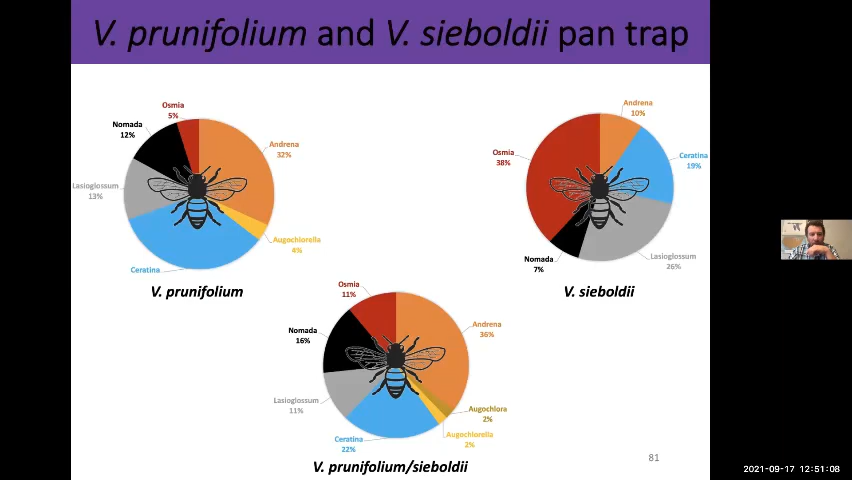 V. prunifolium and V. sieboldii pan trap
Osmia
5%
Nomada
12%
Andrena
32%
Lasioglossum
13%
Augochlorella
4%
Ceratina
V. prunifolium
Andrena
10%
Osmia
38%
Ceratina
19%
Nomada
7%
Lasioglossum
26%
V. sieboldii
Osmia
11%
Nomada
16%
Andrena
36%
Lasioglossum
11%
Augochlora
2%
Augochlorella
2%
Ceratina
22%
V. prunifolium/sieboldii
81
2021-09-17 12:51:08